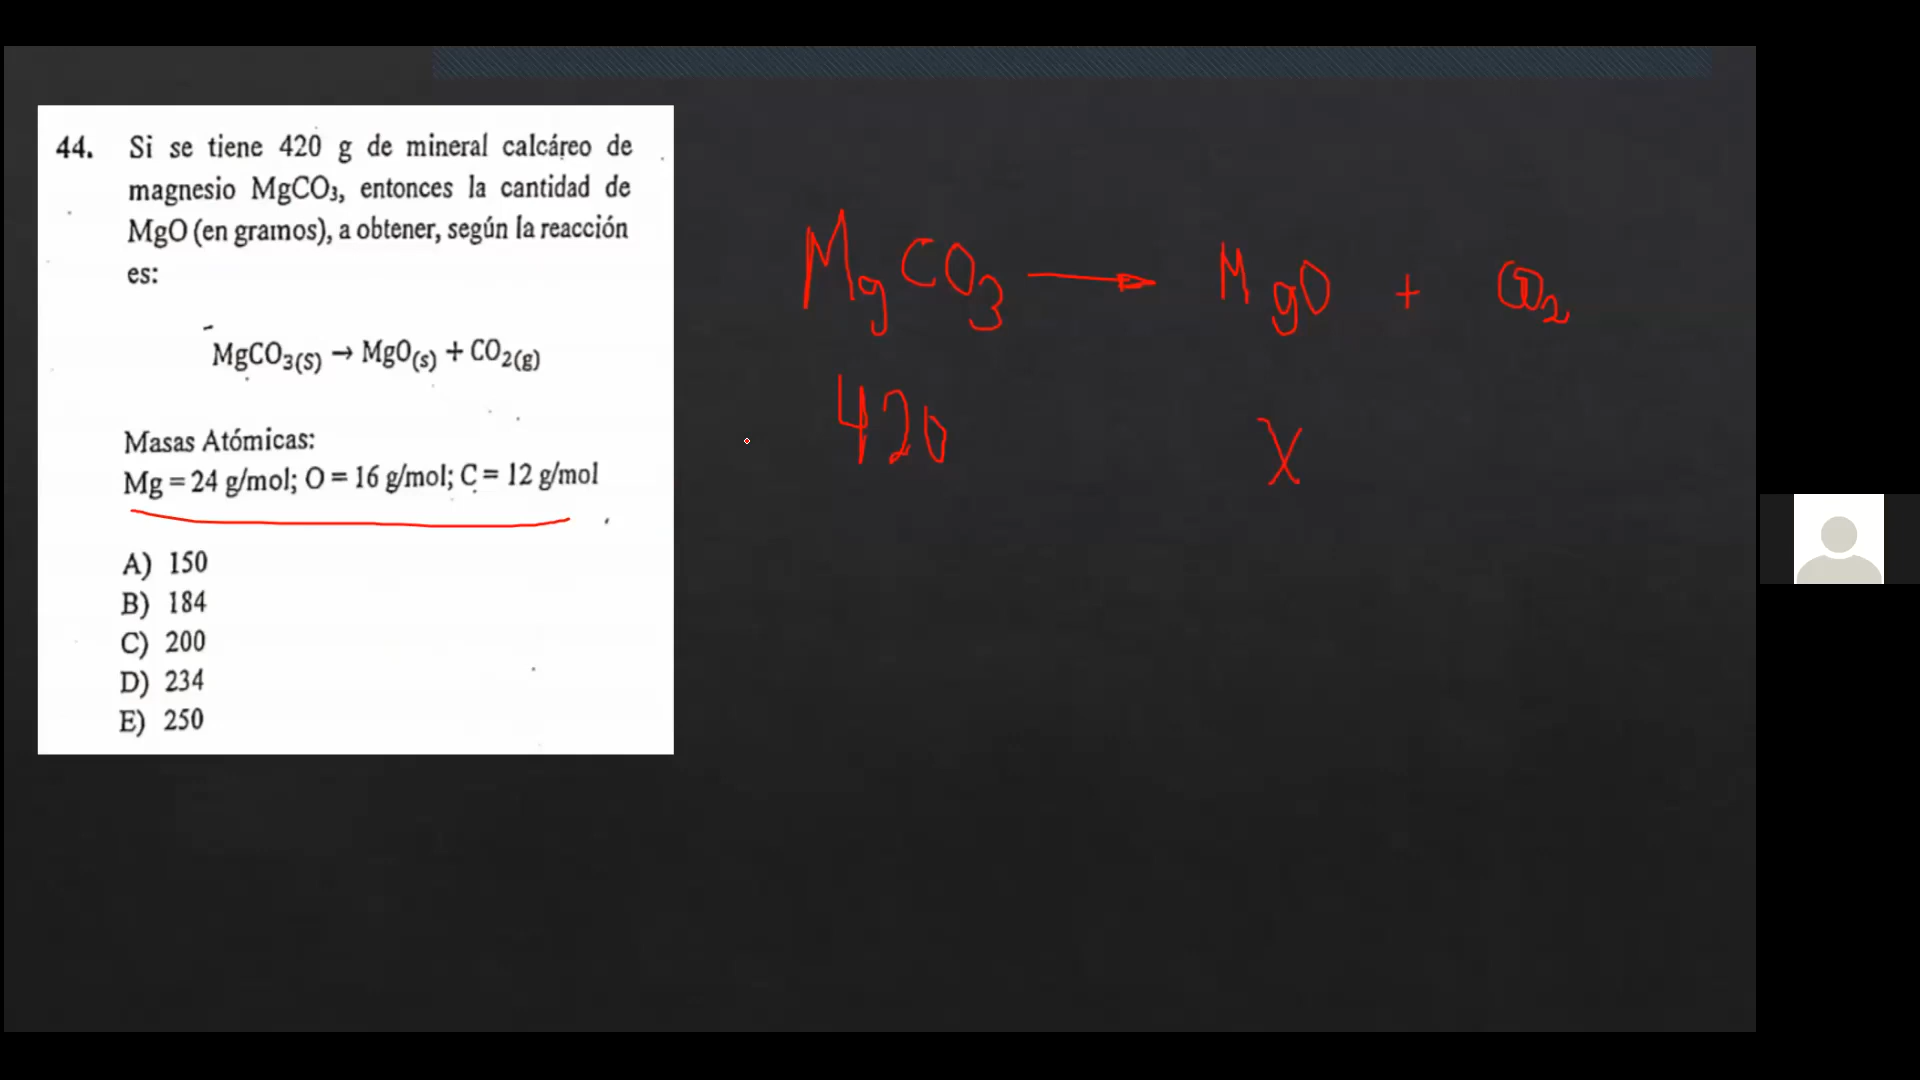 44. Si se tiene 420 g de mineral calcáreo de
magnesio MgCO₃, entonces la cantidad de
MgO (en gramos), a obtener, según la reacción
es:
MgCO₃(S) → MgO(s) + CO₂(g)
Masas Atómicas:
Mg = 24 g/mol; O = 16 g/mol; C = 12 g/mol
A) 150
B) 184
C) 200
D) 234
E) 250
MgCO₃ → MgO + CO₂
420 X